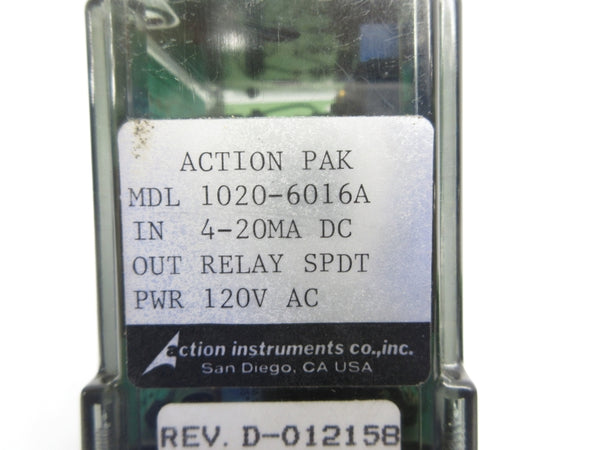 ACTION PAK
MDL 1020-6016A
IN 4-20MA DC
OUT RELAY SPDT
PWR 120V AC
action instruments co.,inc.
San Diego, CA USA
REV. D-012158